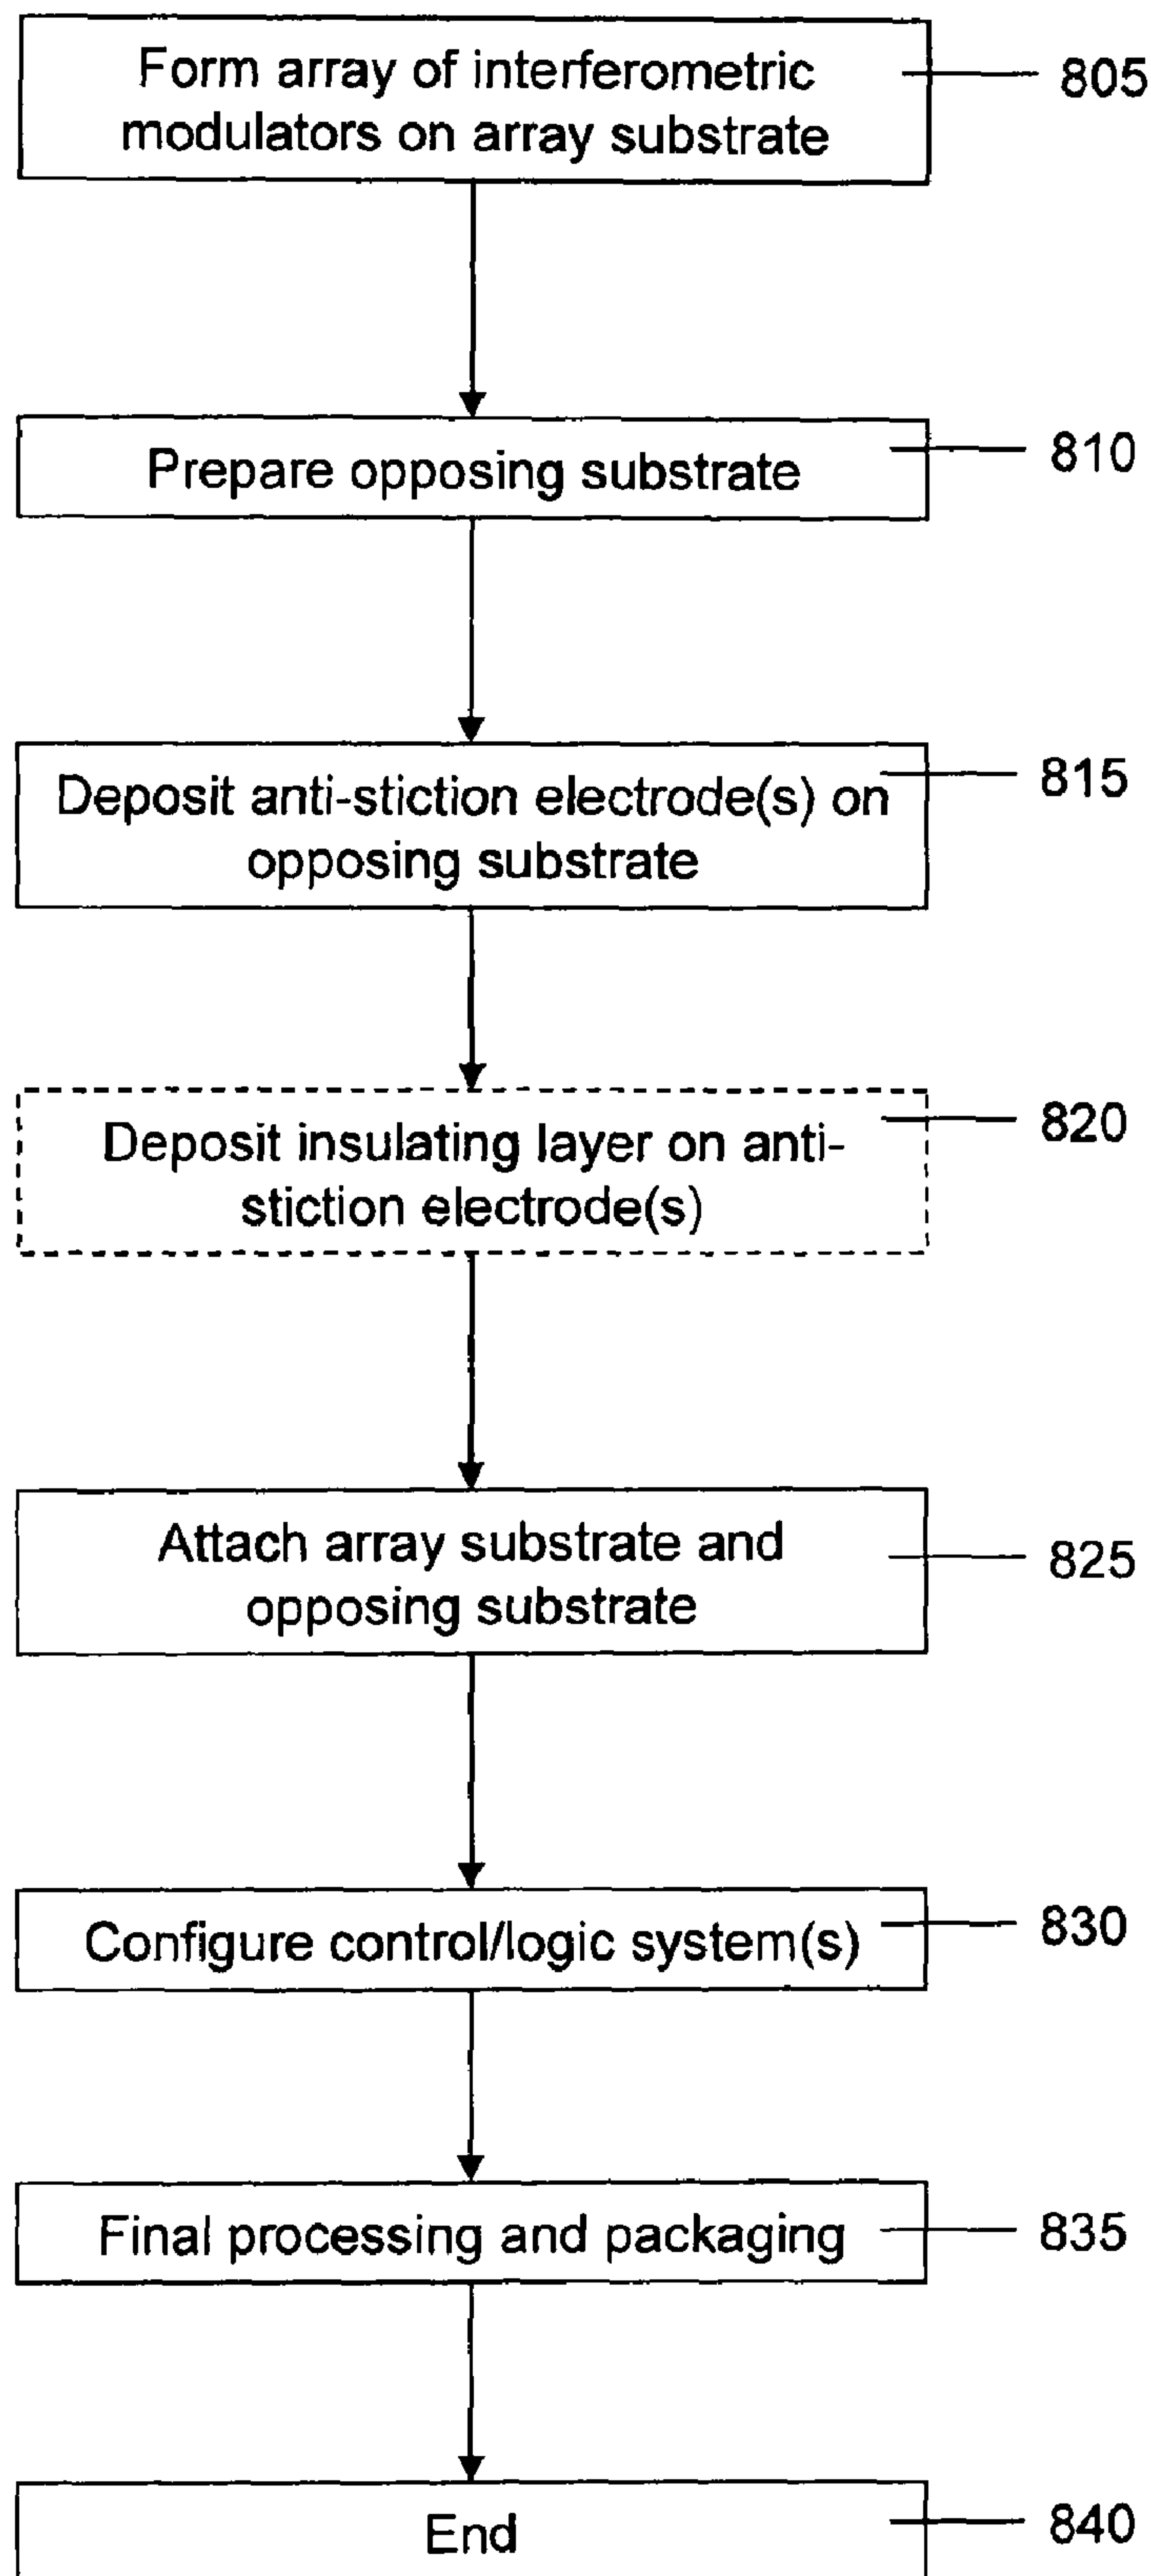 Form array of interferometric
modulators on array substrate
805
Prepare opposing substrate
810
Deposit anti-stiction electrode(s) on
opposing substrate
815
Deposit insulating layer on anti-
stiction electrode(s)
820
Attach array substrate and
opposing substrate
825
Configure control/logic system(s)
830
Final processing and packaging
835
End
840